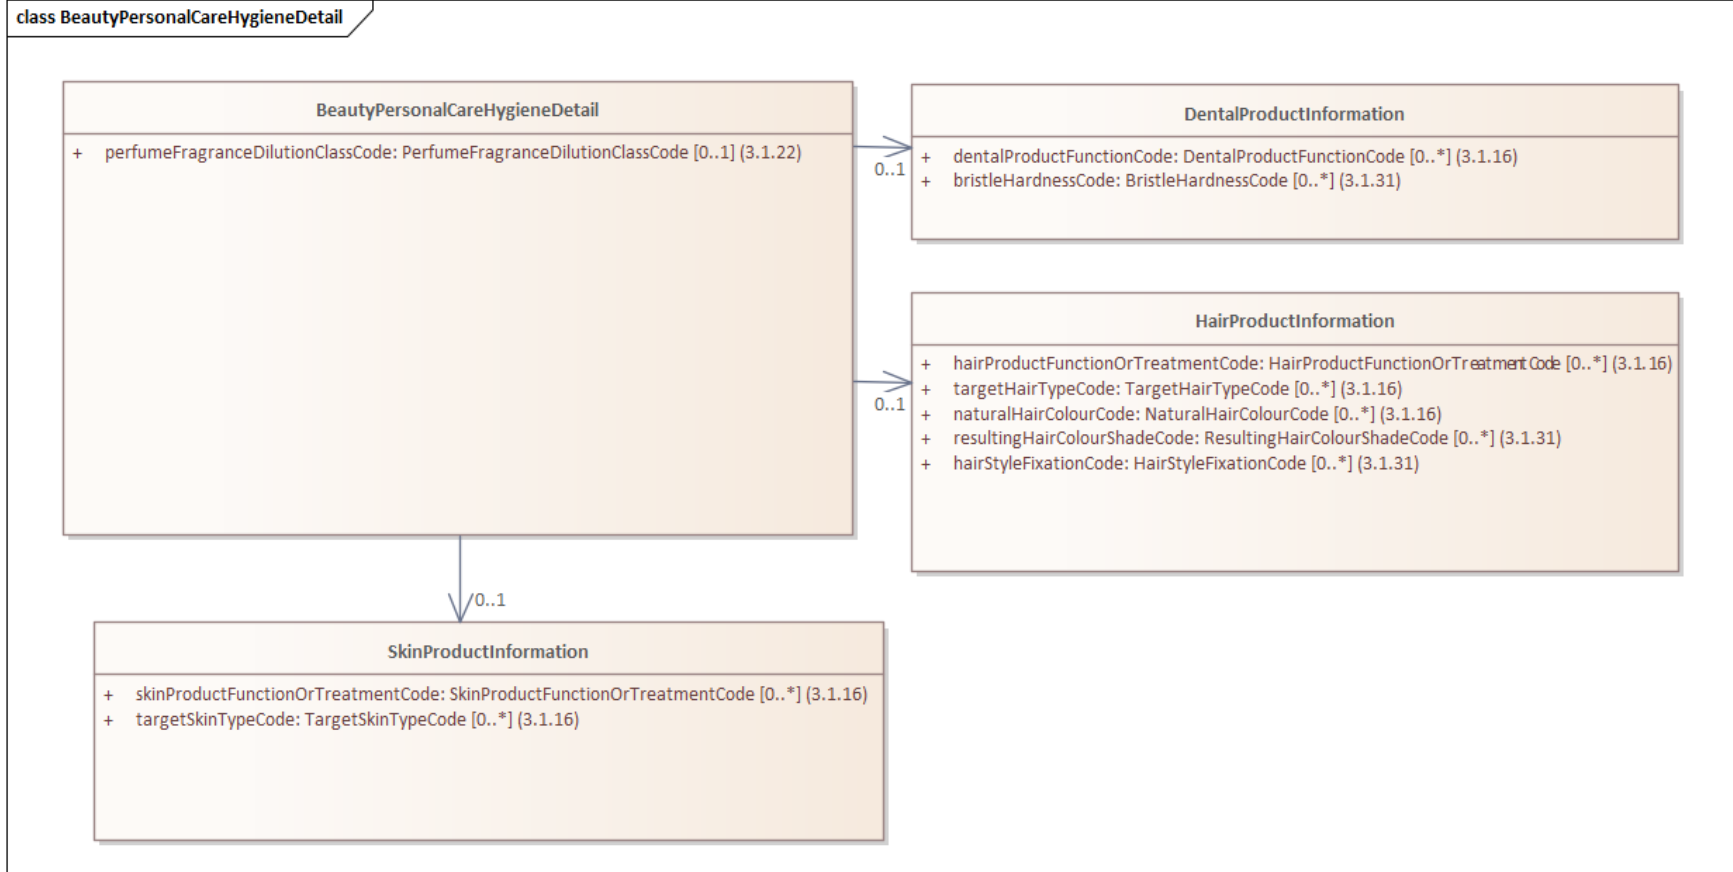 class BeautyPersonalCareHygieneDetail
BeautyPersonalCareHygieneDetail
+ perfumeFragranceDilutionClassCode: PerfumeFragranceDilutionClassCode [0..1] (3.1.22)
0..1
DentalProductInformation
+ dentalProductFunctionCode: DentalProductFunctionCode [0..*] (3.1.16)
+ bristleHardnessCode: BristleHardnessCode [0..*] (3.1.31)
0..1
HairProductInformation
+ hairProductFunctionOrTreatmentCode: HairProductFunctionOrTreatmentCode [0..*] (3.1.16)
+ targetHairTypeCode: TargetHairTypeCode [0..*] (3.1.16)
+ naturalHairColourCode: NaturalHairColourCode [0..*] (3.1.16)
+ resultingHairColourShadeCode: ResultingHairColourShadeCode [0..*] (3.1.31)
+ hairStyleFixationCode: HairStyleFixationCode [0..*] (3.1.31)
0..1
SkinProductInformation
+ skinProductFunctionOrTreatmentCode: SkinProductFunctionOrTreatmentCode [0..*] (3.1.16)
+ targetSkinTypeCode: TargetSkinTypeCode [0..*] (3.1.16)